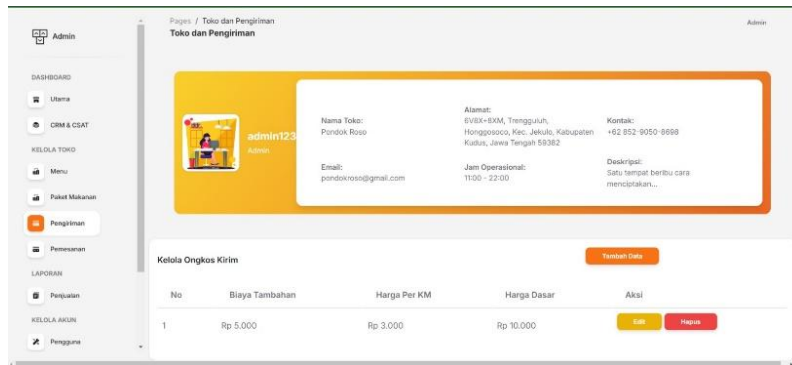 Admin
DASHBOARD
Utama
CRM & CSAT
KELOLA TOKO
Menu
Paket Makanan
Pengiriman
Pemesanan
LAPORAN
Penjualan
KELOLA AKUN
Pengguna
Pages / Toko dan Pengiriman
Toko dan Pengiriman
Admin
admin123
Admin
Nama Toko:
Pondok Roso
Alamat:
6V8X+8XM, Trengguluh,
Honggosoco, Kec. Jekulo, Kabupaten
Kudus, Jawa Tengah 59382
Kontak:
+62 852-9050-8698
Email:
pondokroso@gmail.com
Jam Operasional:
11:00 - 22:00
Deskripsi:
Satu tempat beribu cara
menciptakan...
Kelola Ongkos Kirim
Tambah Data
No Biaya Tambahan Harga Per KM Harga Dasar Aksi
1 Rp 5.000 Rp 3.000 Rp 10.000 Edit Hapus